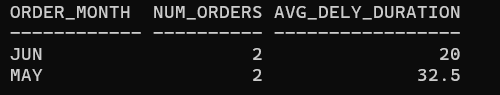 ORDER_MONTH  NUM_ORDERS AVG_DELY_DURATION
------------ ---------- -----------------
JUN                   2                20
MAY                   2              32.5